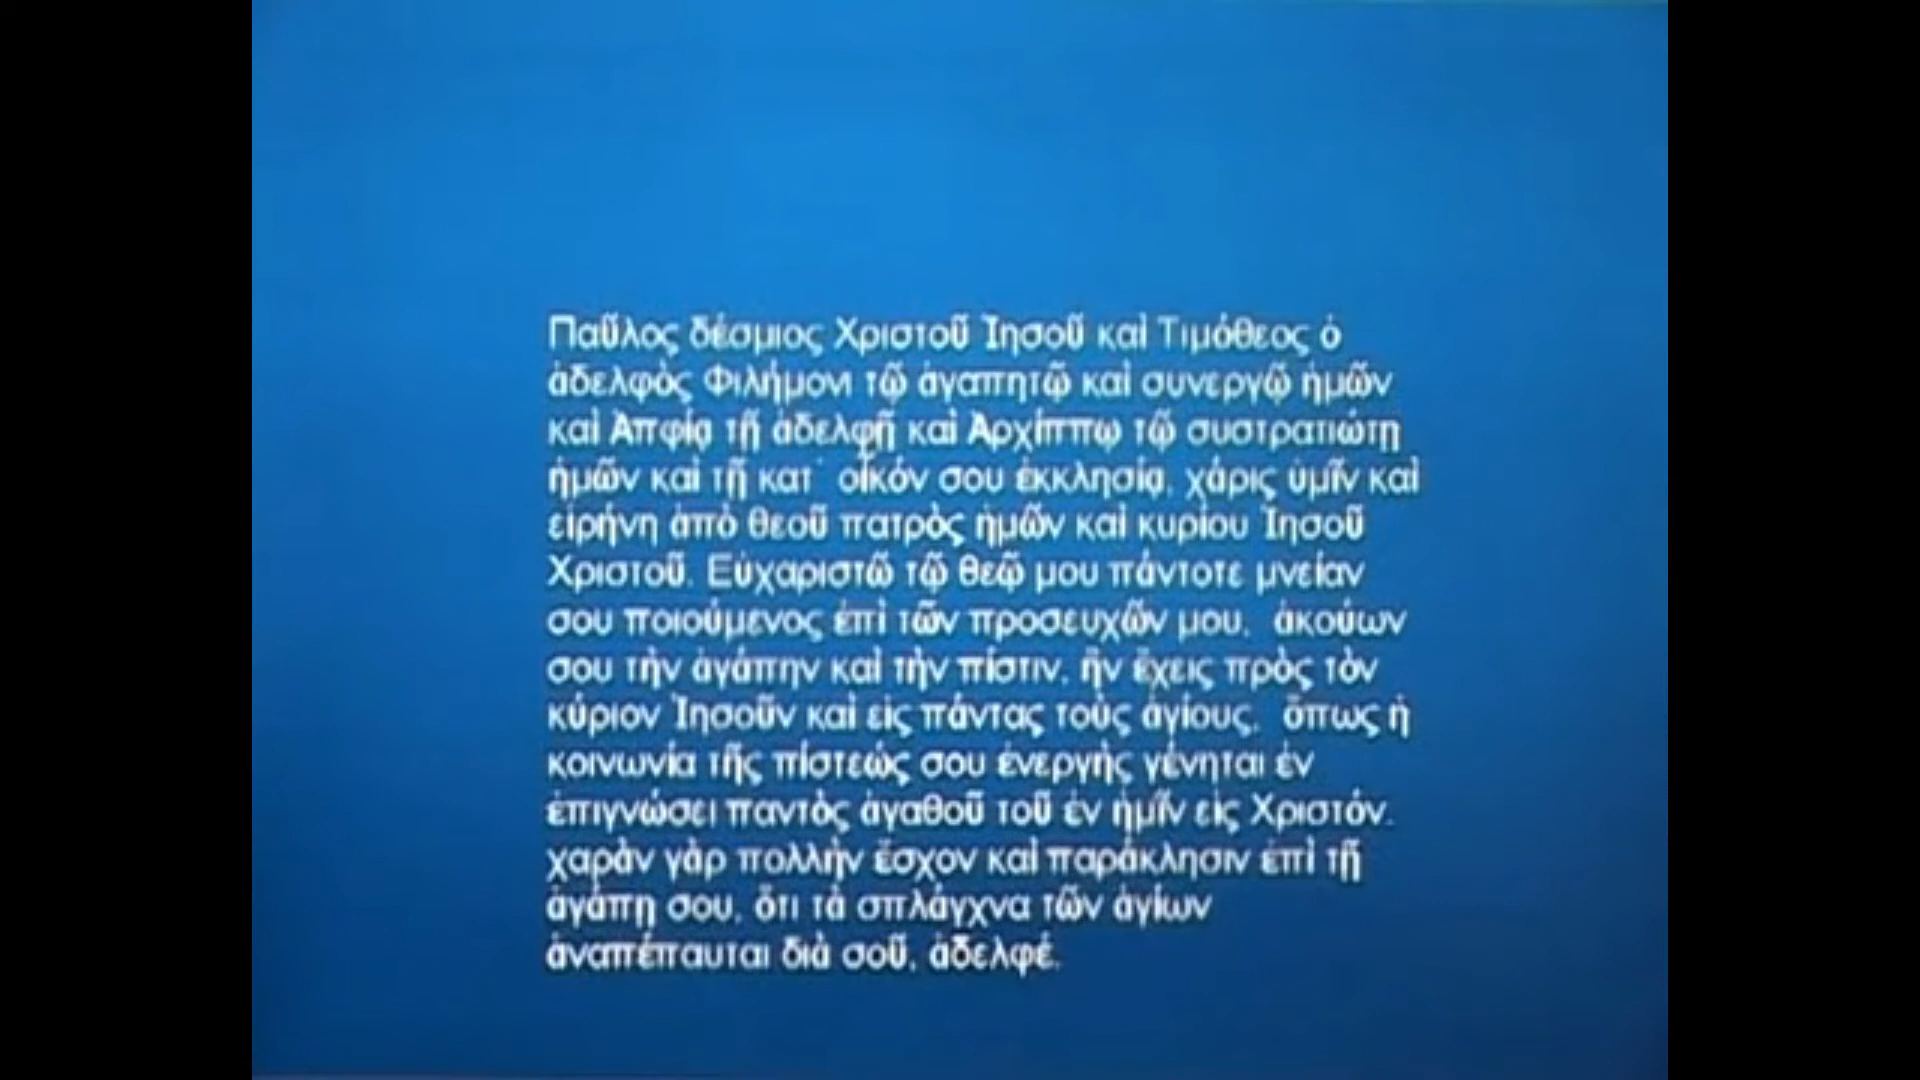 Παῦλος δέσμιος Χριστοῦ Ἰησοῦ καὶ Τιμόθεος ὁ
ἀδελφὸς Φιλήμονι τῷ ἀγαπητῷ καὶ συνεργῷ ἡμῶν
καὶ Ἀπφίᾳ τῇ ἀδελφῇ καὶ Ἀρχίππῳ τῷ συστρατιώτῃ
ἡμῶν καὶ τῇ κατ᾽ οἶκόν σου ἐκκλησίᾳ, χάρις ὑμῖν καὶ
εἰρήνη ἀπὸ θεοῦ πατρὸς ἡμῶν καὶ κυρίου Ἰησοῦ
Χριστοῦ. Εὐχαριστῶ τῷ θεῷ μου πάντοτε μνείαν
σου ποιούμενος ἐπὶ τῶν προσευχῶν μου, ἀκούων
σου τὴν ἀγάπην καὶ τὴν πίστιν, ἣν ἔχεις πρὸς τὸν
κύριον Ἰησοῦν καὶ εἰς πάντας τοὺς ἁγίους, ὅπως ἡ
κοινωνία τῆς πίστεώς σου ἐνεργὴς γένηται ἐν
ἐπιγνώσει παντὸς ἀγαθοῦ τοῦ ἐν ἡμῖν εἰς Χριστόν.
χαρὰν γὰρ πολλὴν ἔσχον καὶ παράκλησιν ἐπὶ τῇ
ἀγάπῃ σου, ὅτι τὰ σπλάγχνα τῶν ἁγίων
ἀναπέπαυται διὰ σοῦ, ἀδελφέ.